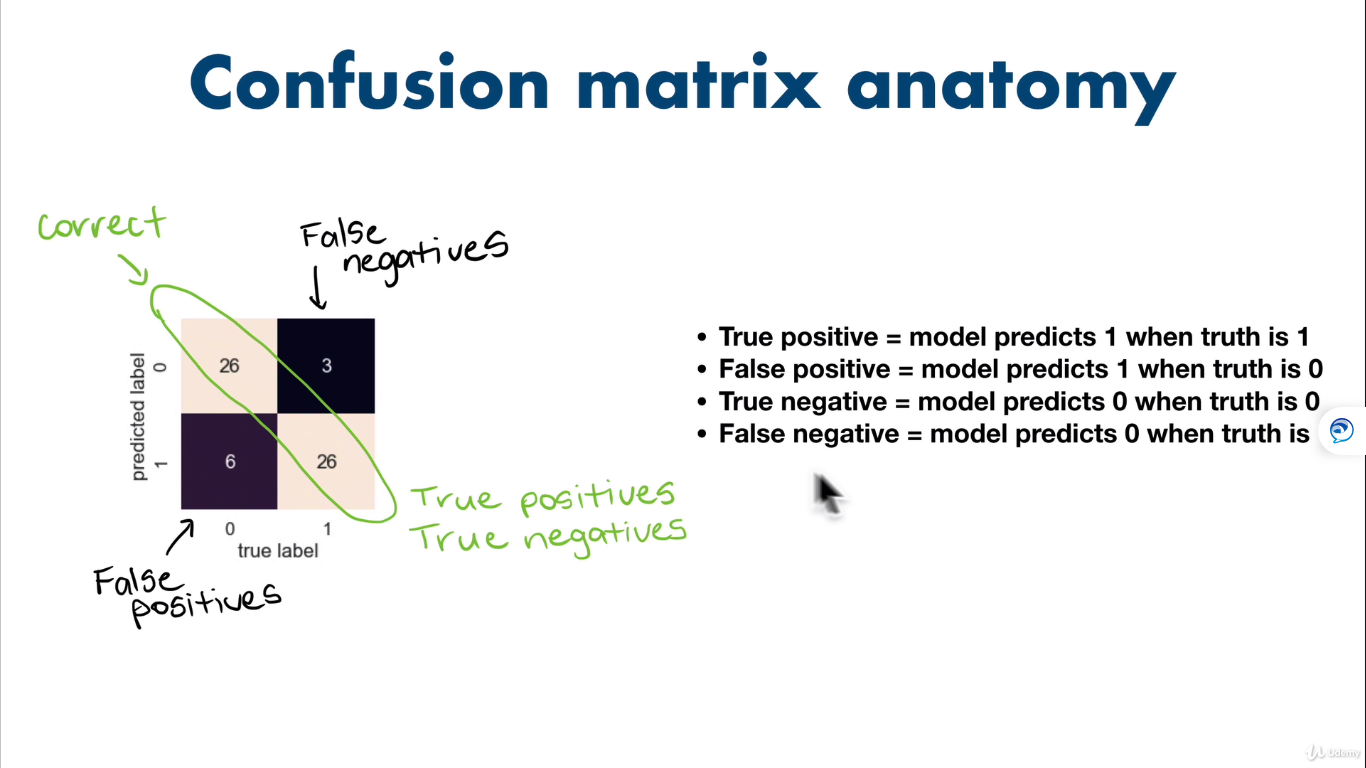 Confusion matrix anatomy
correct
False
negatives
predicted label
0
1
26
3
6
26
0
1
true label
True positives
True negatives
False
positives
• True positive = model predicts 1 when truth is 1
• False positive = model predicts 1 when truth is 0
• True negative = model predicts 0 when truth is 0
• False negative = model predicts 0 when truth is
Udemy